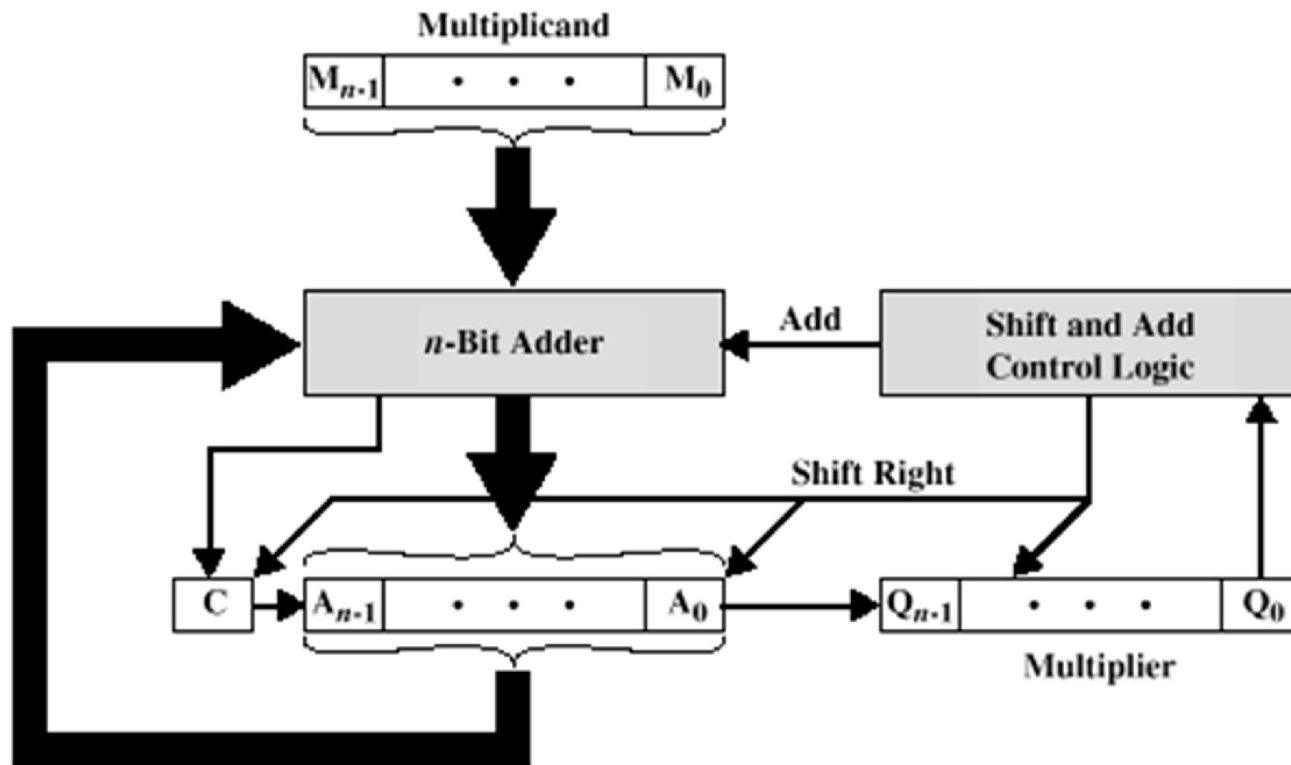 Multiplicand
Mn-1 · · · M0
n-Bit Adder
Add
Shift and Add
Control Logic
Shift Right
C
An-1 · · · A0
Qn-1 · · · Q0
Multiplier